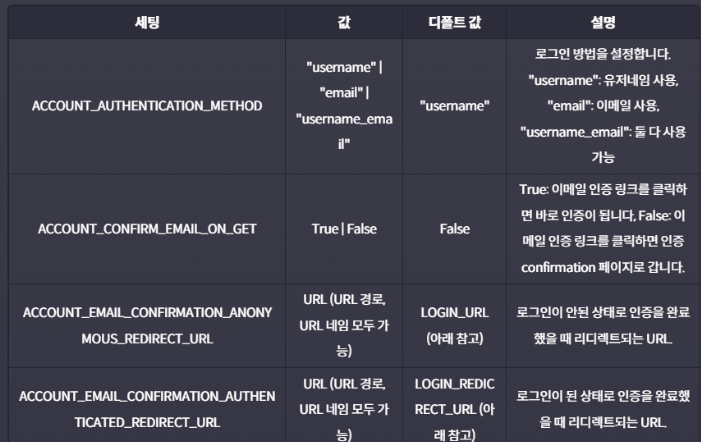 세팅 값 디폴트 값 설명
ACCOUNT_AUTHENTICATION_METHOD
"username" |
"email" |
"username_ema
il"
"username"
로그인 방법을 설정합니다.
"username": 유저네임 사용,
"email": 이메일 사용,
"username_email": 둘 다 사용
가능
ACCOUNT_CONFIRM_EMAIL_ON_GET
True | False
False
True: 이메일 인증 링크를 클릭하
면 바로 인증이 됩니다, False: 이
메일 인증 링크를 클릭하면 인증
confirmation 페이지로 갑니다.
ACCOUNT_EMAIL_CONFIRMATION_ANONY
MOUS_REDIRECT_URL
URL (URL 경로,
URL 네임 모두 가
능)
LOGIN_URL
(아래 참고)
로그인이 안된 상태로 인증을 완료
했을 때 리디렉트되는 URL.
ACCOUNT_EMAIL_CONFIRMATION_AUTHEN
TICATED_REDIRECT_URL
URL (URL 경로,
URL 네임 모두 가
능)
LOGIN_REDIC
RECT_URL (아
래 참고)
로그인이 된 상태로 인증을 완료했
을 때 리디렉트되는 URL.